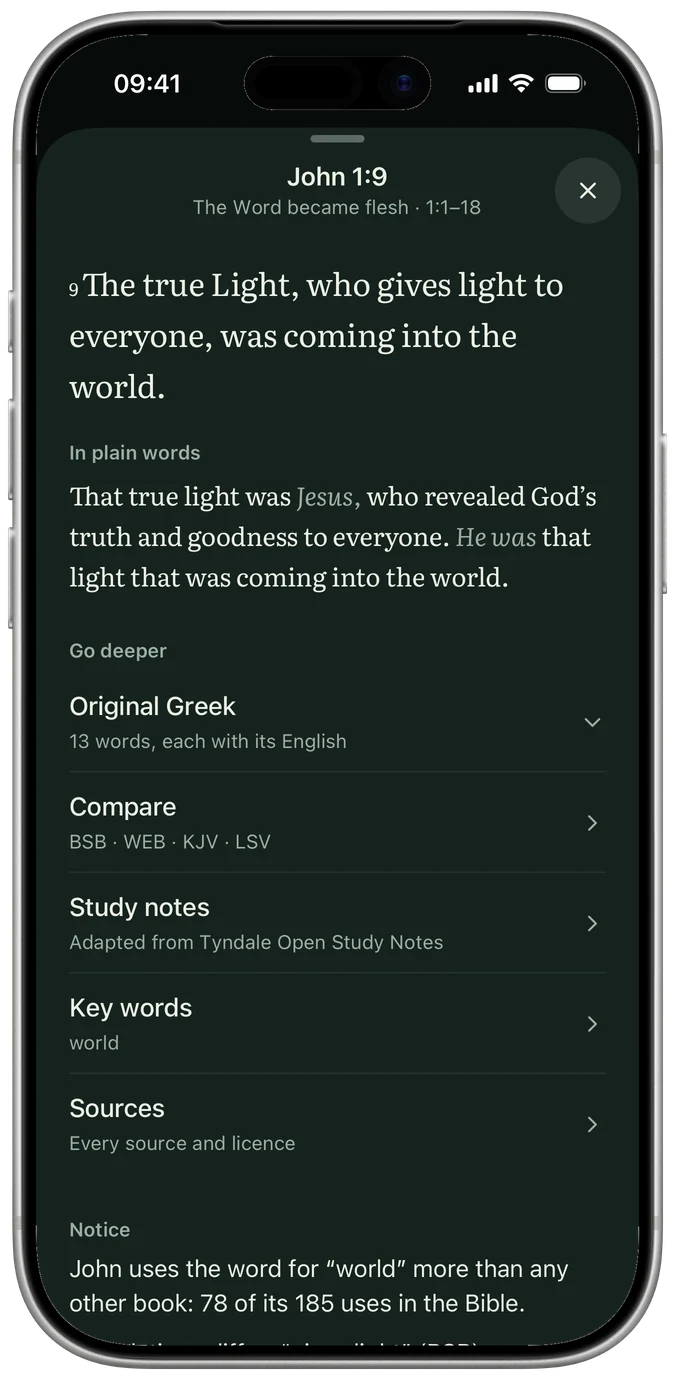 09:41
John 1:9
The Word became flesh · 1:1–18
9 The true Light, who gives light to
everyone, was coming into the
world.
In plain words
That true light was Jesus, who revealed God’s
truth and goodness to everyone. He was that
light that was coming into the world.
Go deeper
Original Greek
13 words, each with its English
Compare
BSB · WEB · KJV · LSV
Study notes
Adapted from Tyndale Open Study Notes
Key words
world
Sources
Every source and licence
Notice
John uses the word for “world” more than any
other book: 78 of its 185 uses in the Bible.